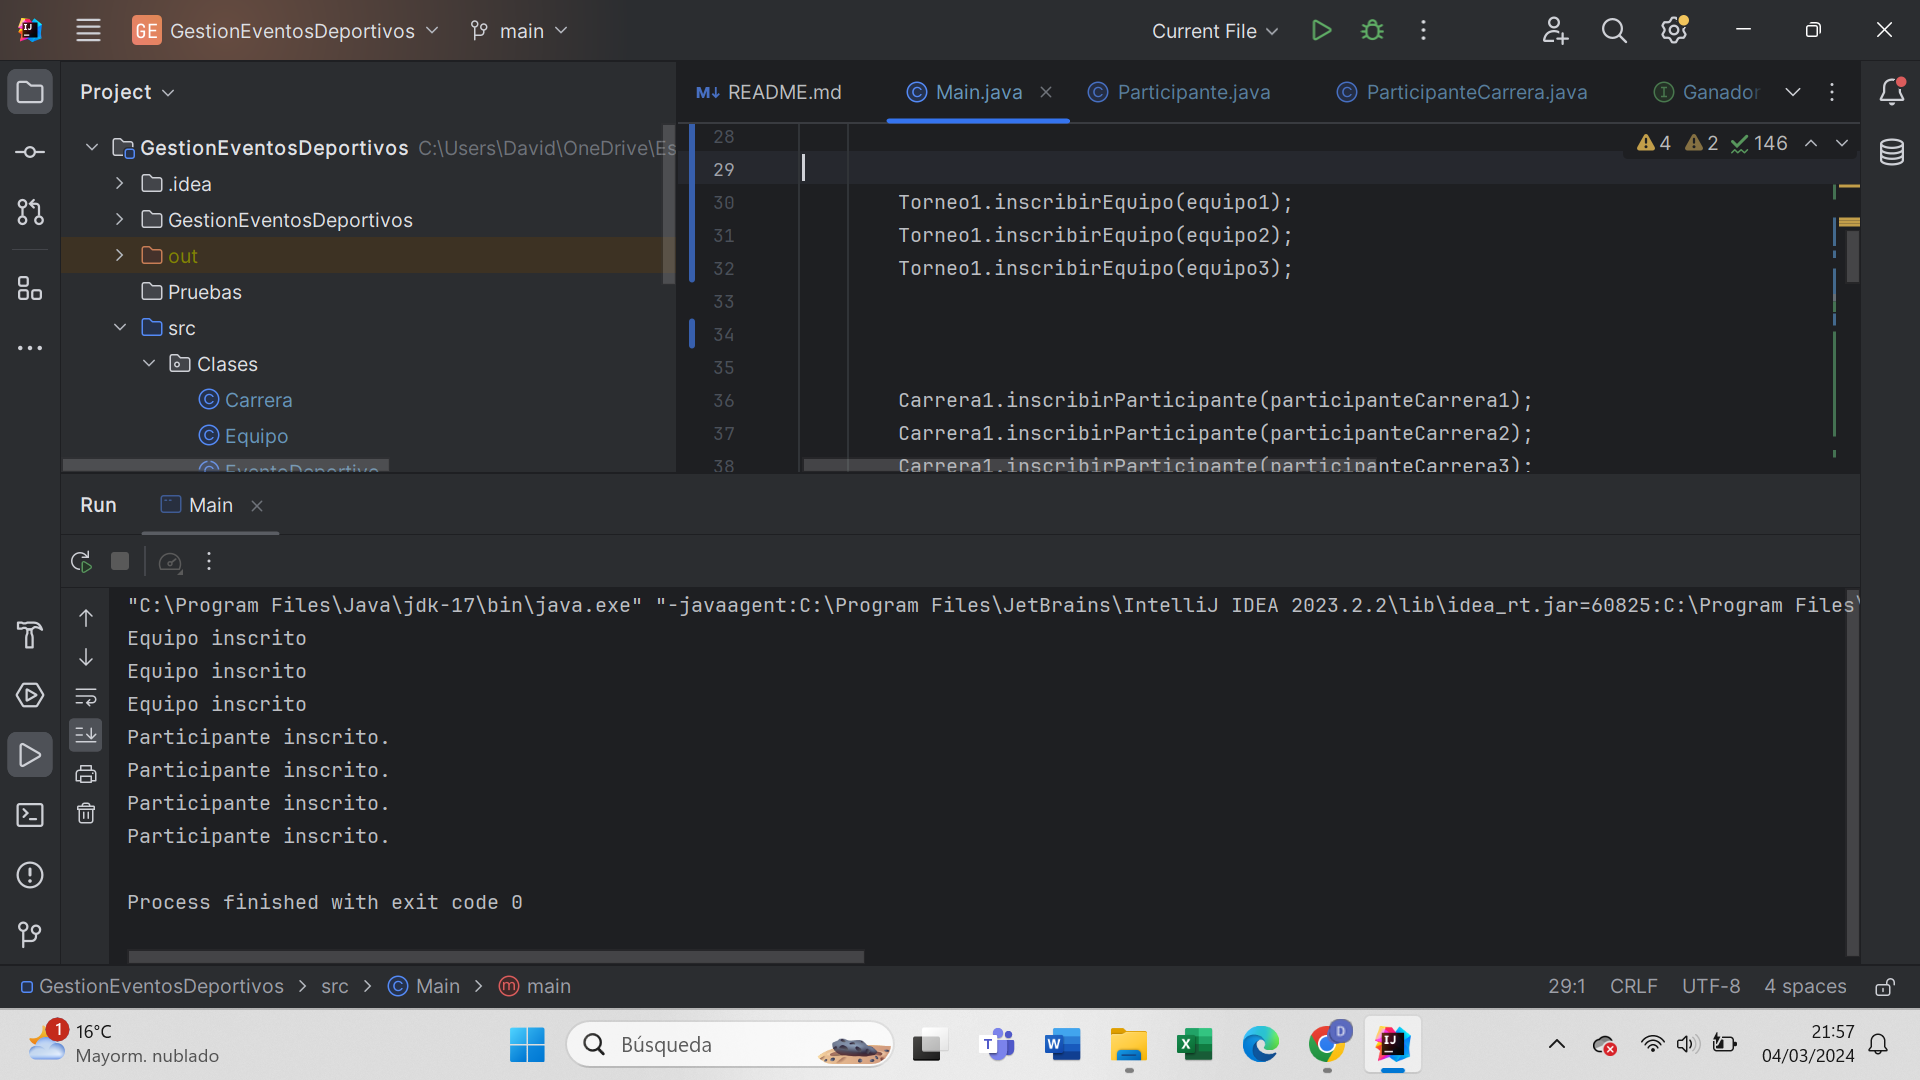 GE GestionEventosDeportivos main Current File
Project
README.md Main.java Participante.java ParticipanteCarrera.java Ganador
GestionEventosDeportivos C:\Users\David\OneDrive\Es
.idea
GestionEventosDeportivos
out
Pruebas
src
Clases
Carrera
Equipo
EventoDeportivo
4 2 146
28
29
30 Torneo1.inscribirEquipo(equipo1);
31 Torneo1.inscribirEquipo(equipo2);
32 Torneo1.inscribirEquipo(equipo3);
33
34
35
36 Carrera1.inscribirParticipante(participanteCarrera1);
37 Carrera1.inscribirParticipante(participanteCarrera2);
38 Carrera1.inscribirParticipante(participanteCarrera3);
Run Main
"C:\Program Files\Java\jdk-17\bin\java.exe" "-javaagent:C:\Program Files\JetBrains\IntelliJ IDEA 2023.2.2\lib\idea_rt.jar=60825:C:\Program Files\
Equipo inscrito
Equipo inscrito
Equipo inscrito
Participante inscrito.
Participante inscrito.
Participante inscrito.
Participante inscrito.
Process finished with exit code 0
GestionEventosDeportivos > src > Main > main 29:1 CRLF UTF-8 4 spaces
1 16°C
Mayorm. nublado
Búsqueda
21:57
04/03/2024